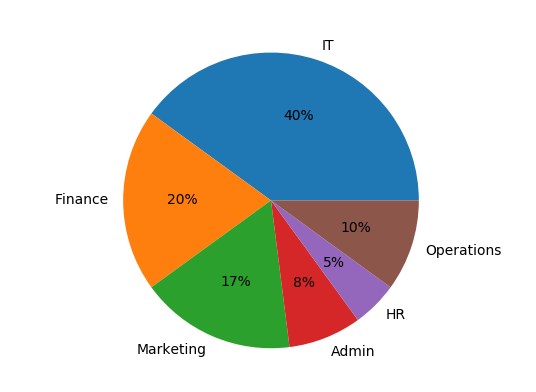 IT
40%
Finance
20%
Marketing
17%
Admin
8%
HR
5%
Operations
10%